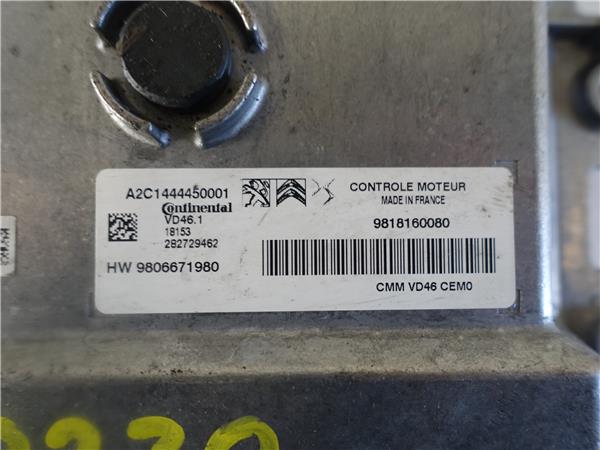 A2C1444450001
Continental
VD46.1
18153
282729462
HW 9806671980
CONTROLE MOTEUR
MADE IN FRANCE
9818160080
CMM VD46 CEM0